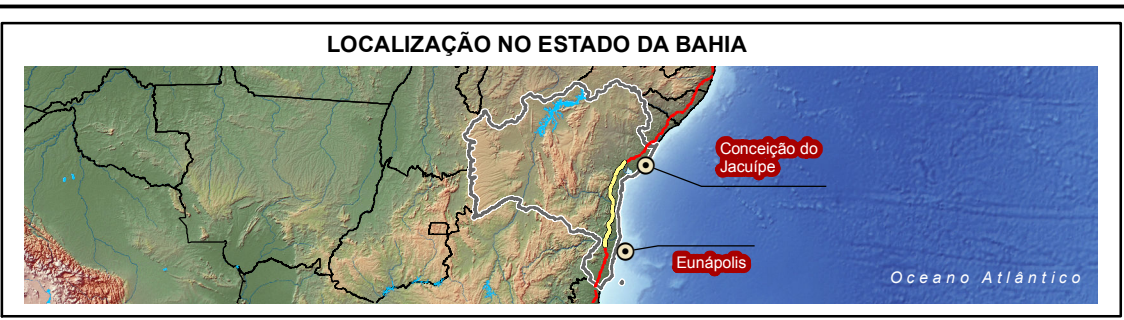 LOCALIZAÇÃO NO ESTADO DA BAHIA
Conceição do
Jacuípe
Eunápolis
Oceano Atlântico